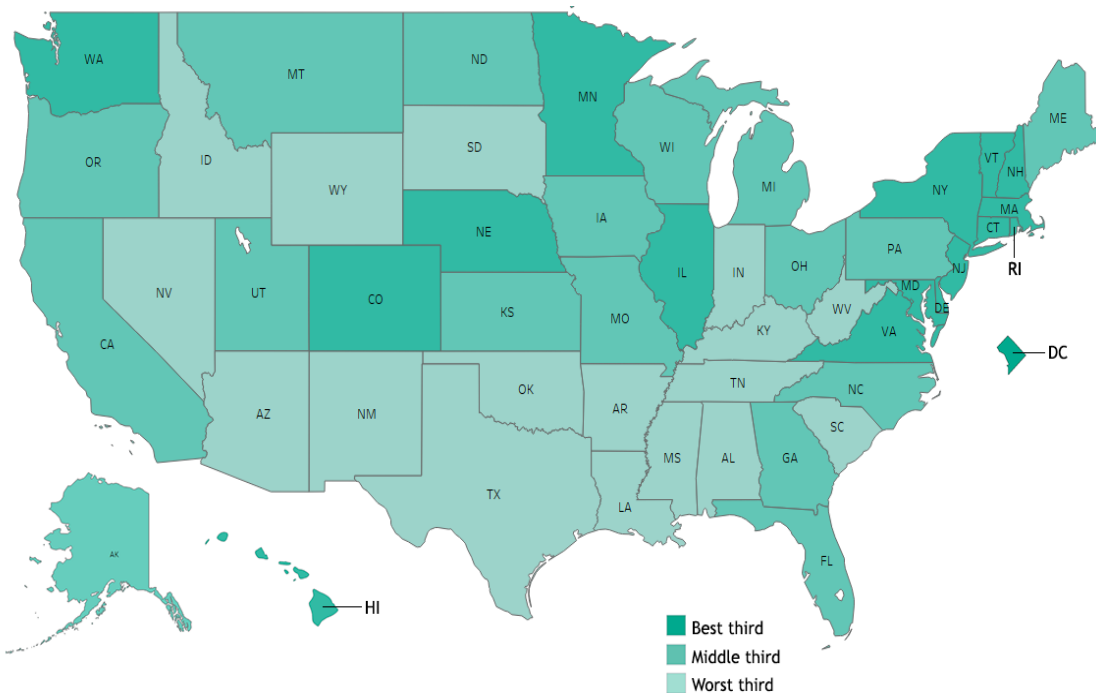 WA
MT
ND
MN
ME
OR
ID
SD
WI
VT
NH
WY
MI
NY
MA
IA
CT
NE
PA
RI
NV
UT
CO
IL
IN
OH
NJ
KS
MO
WV
MD
DE
CA
KY
VA
DC
OK
TN
NC
AZ
NM
AR
SC
MS
AL
GA
TX
LA
AK
FL
HI
Best third
Middle third
Worst third